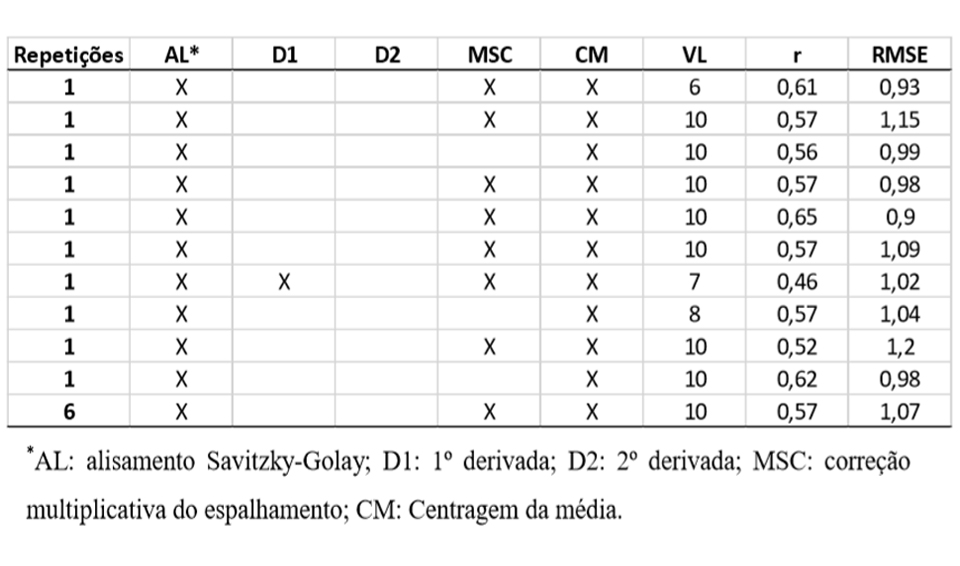 Repetições AL* D1 D2 MSC CM VL r RMSE
1 X X X 6 0,61 0,93
1 X X X 10 0,57 1,15
1 X X 10 0,56 0,99
1 X X X 10 0,57 0,98
1 X X X 10 0,65 0,9
1 X X X 10 0,57 1,09
1 X X X X 7 0,46 1,02
1 X X 8 0,57 1,04
1 X X X 10 0,52 1,2
1 X X 10 0,62 0,98
6 X X X 10 0,57 1,07
*AL: alisamento Savitzky-Golay; D1: 1º derivada; D2: 2º derivada; MSC: correção
multiplicativa do espalhamento; CM: Centragem da média.